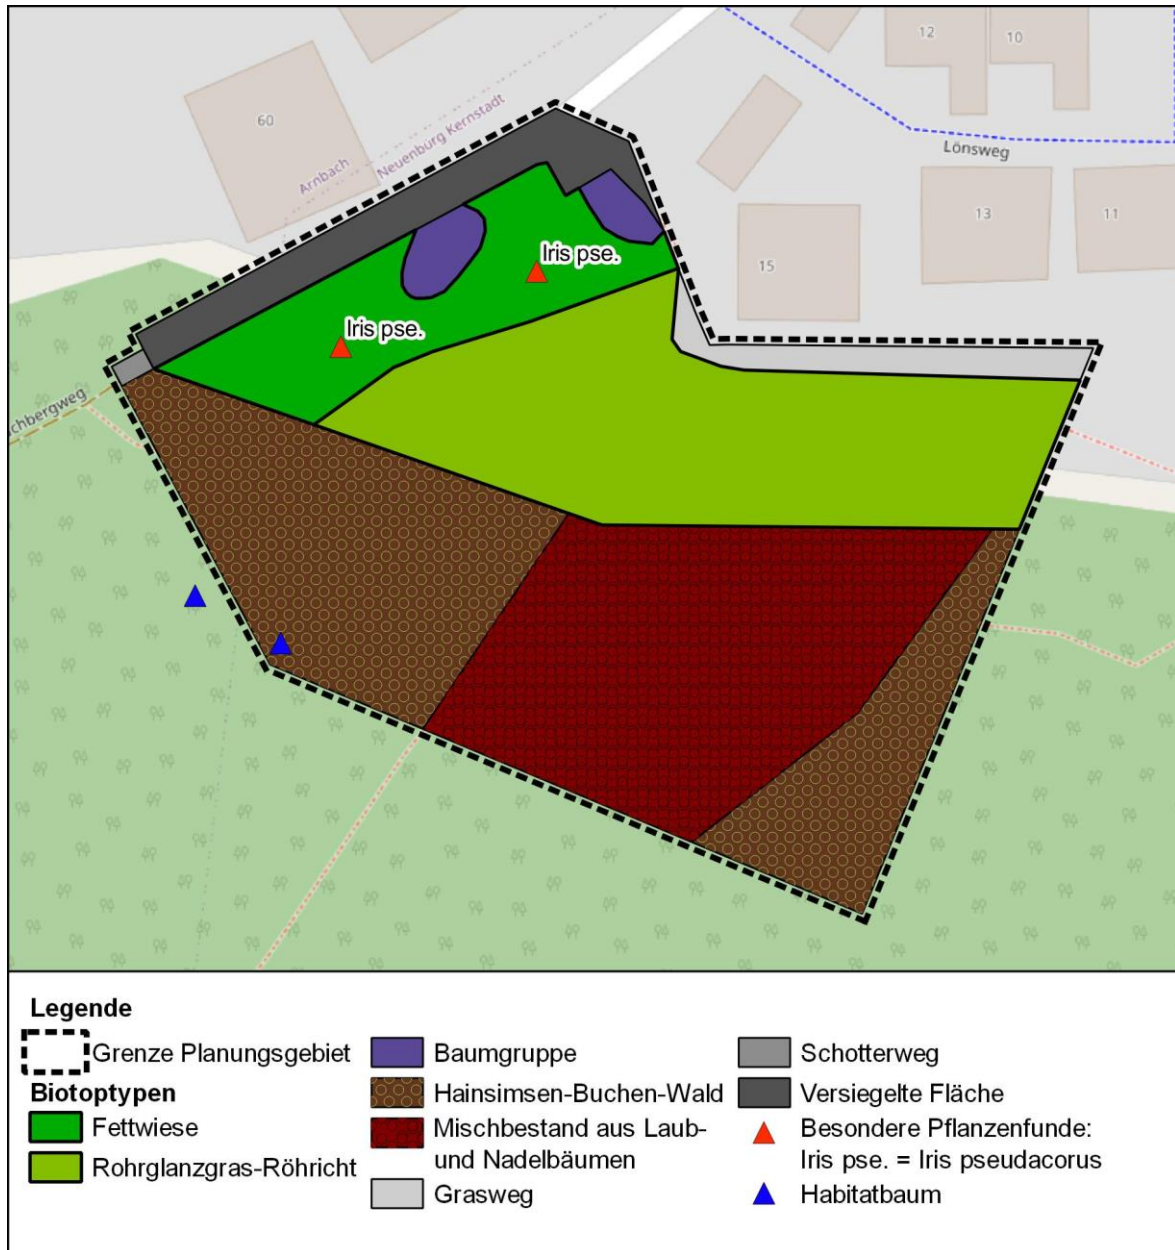 60
Arnbach
Neuenbürg Kernstadt
12
10
Lönsweg
13
11
15
Iris pse.
Iris pse.
chbergweg
Legende
Grenze Planungsgebiet
Biotoptypen
Fettwiese
Rohrglanzgras-Röhricht
Baumgruppe
Hainsimsen-Buchen-Wald
Mischbestand aus Laub-
und Nadelbäumen
Grasweg
Schotterweg
Versiegelte Fläche
Besondere Pflanzenfunde:
Iris pse. = Iris pseudacorus
Habitatbaum